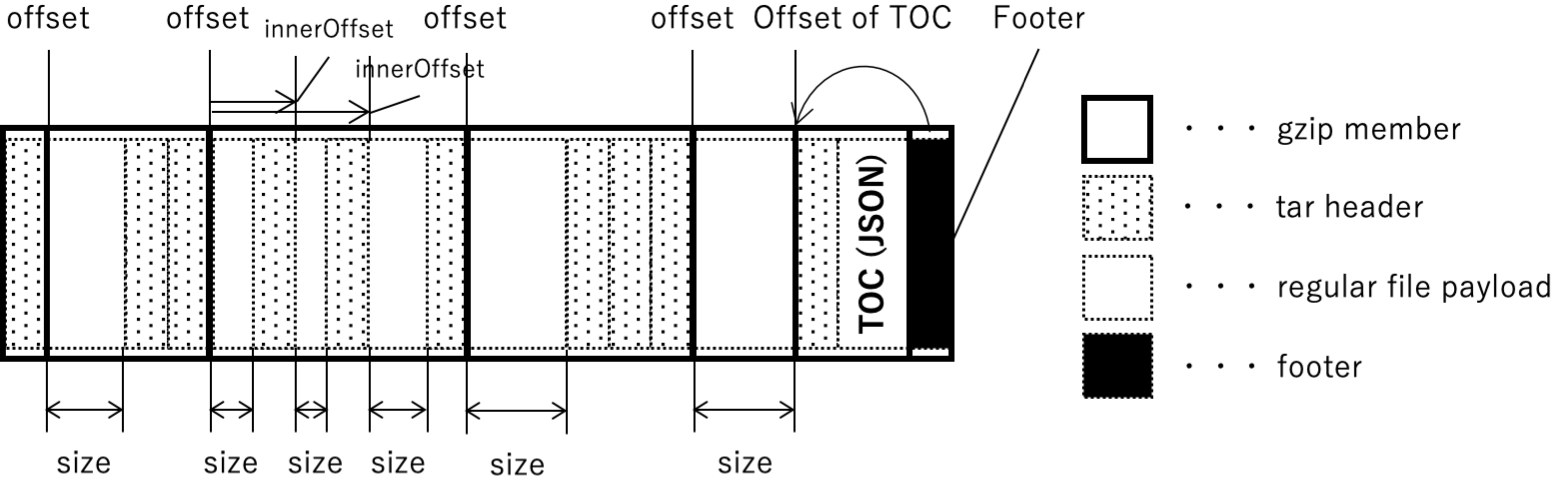 offset offset innerOffset offset offset Offset of TOC Footer
innerOffset
TOC (JSON)
size size size size size size
・・・ gzip member
・・・ tar header
・・・ regular file payload
・・・ footer